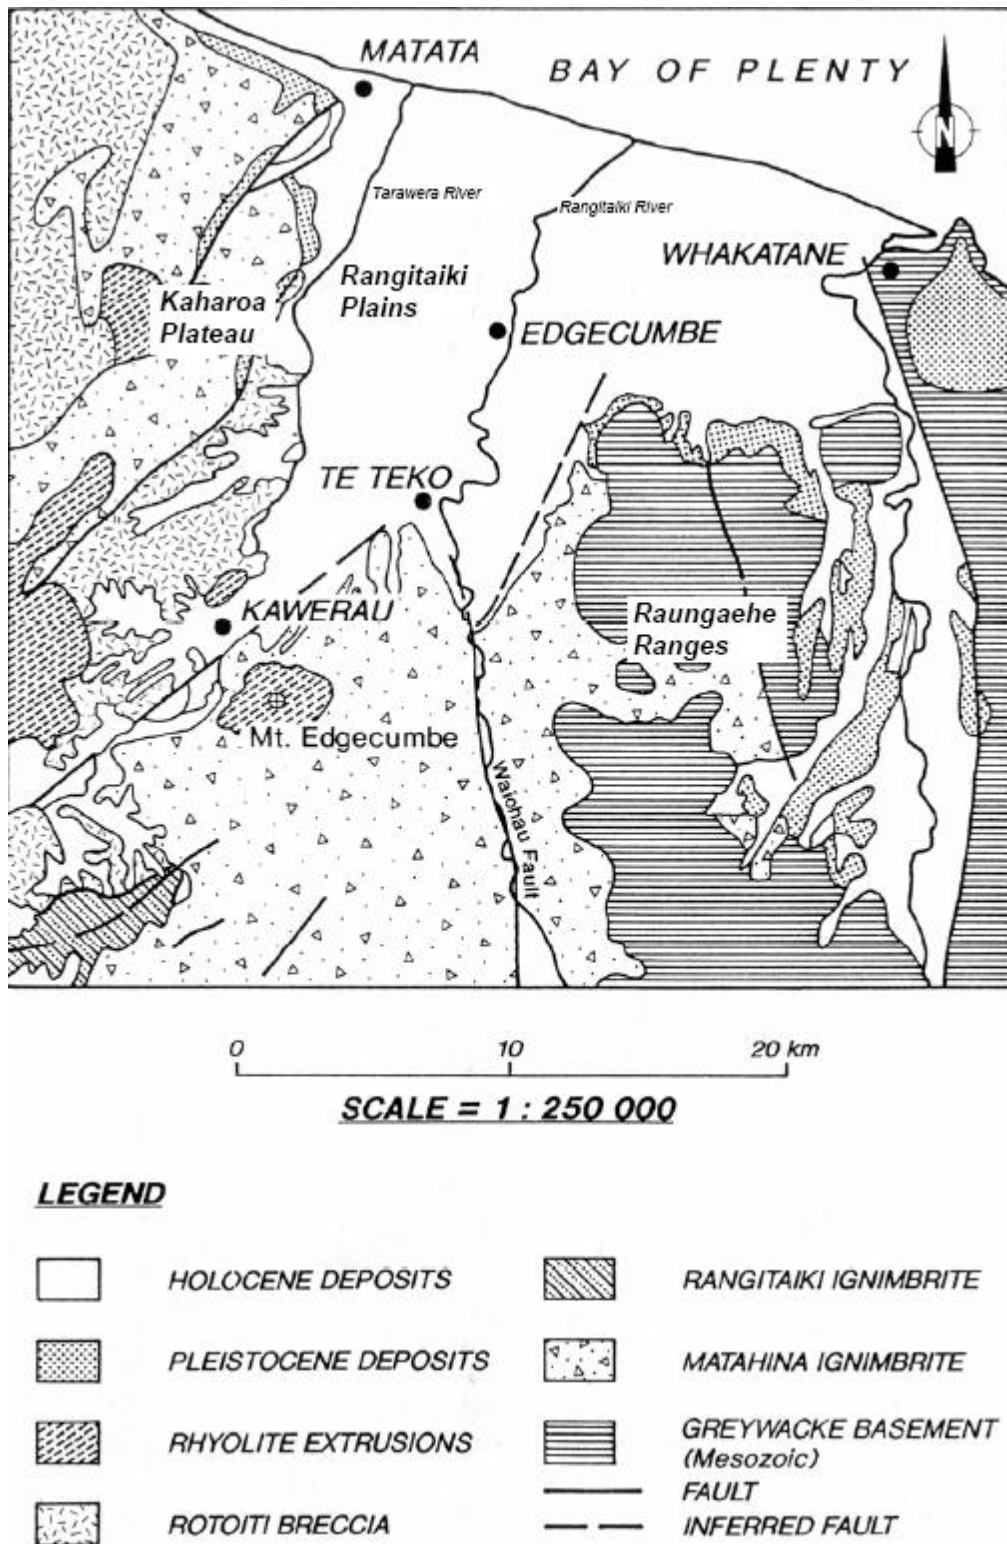 MATATA
BAY OF PLENTY
N
Tarawera River
Rangitaiki River
WHAKATANE
Kaharoa
Plateau
Rangitaiki
Plains
EDGECUMBE
TE TEKO
KAWERAU
Raungaehe
Ranges
Mt. Edgecumbe
Waiohau Fault
0 10 20 km
SCALE = 1 : 250 000
LEGEND
HOLOCENE DEPOSITS
RANGITAIKI IGNIMBRITE
PLEISTOCENE DEPOSITS
MATAHINA IGNIMBRITE
RHYOLITE EXTRUSIONS
GREYWACKE BASEMENT
(Mesozoic)
FAULT
ROTOITI BRECCIA
INFERRED FAULT